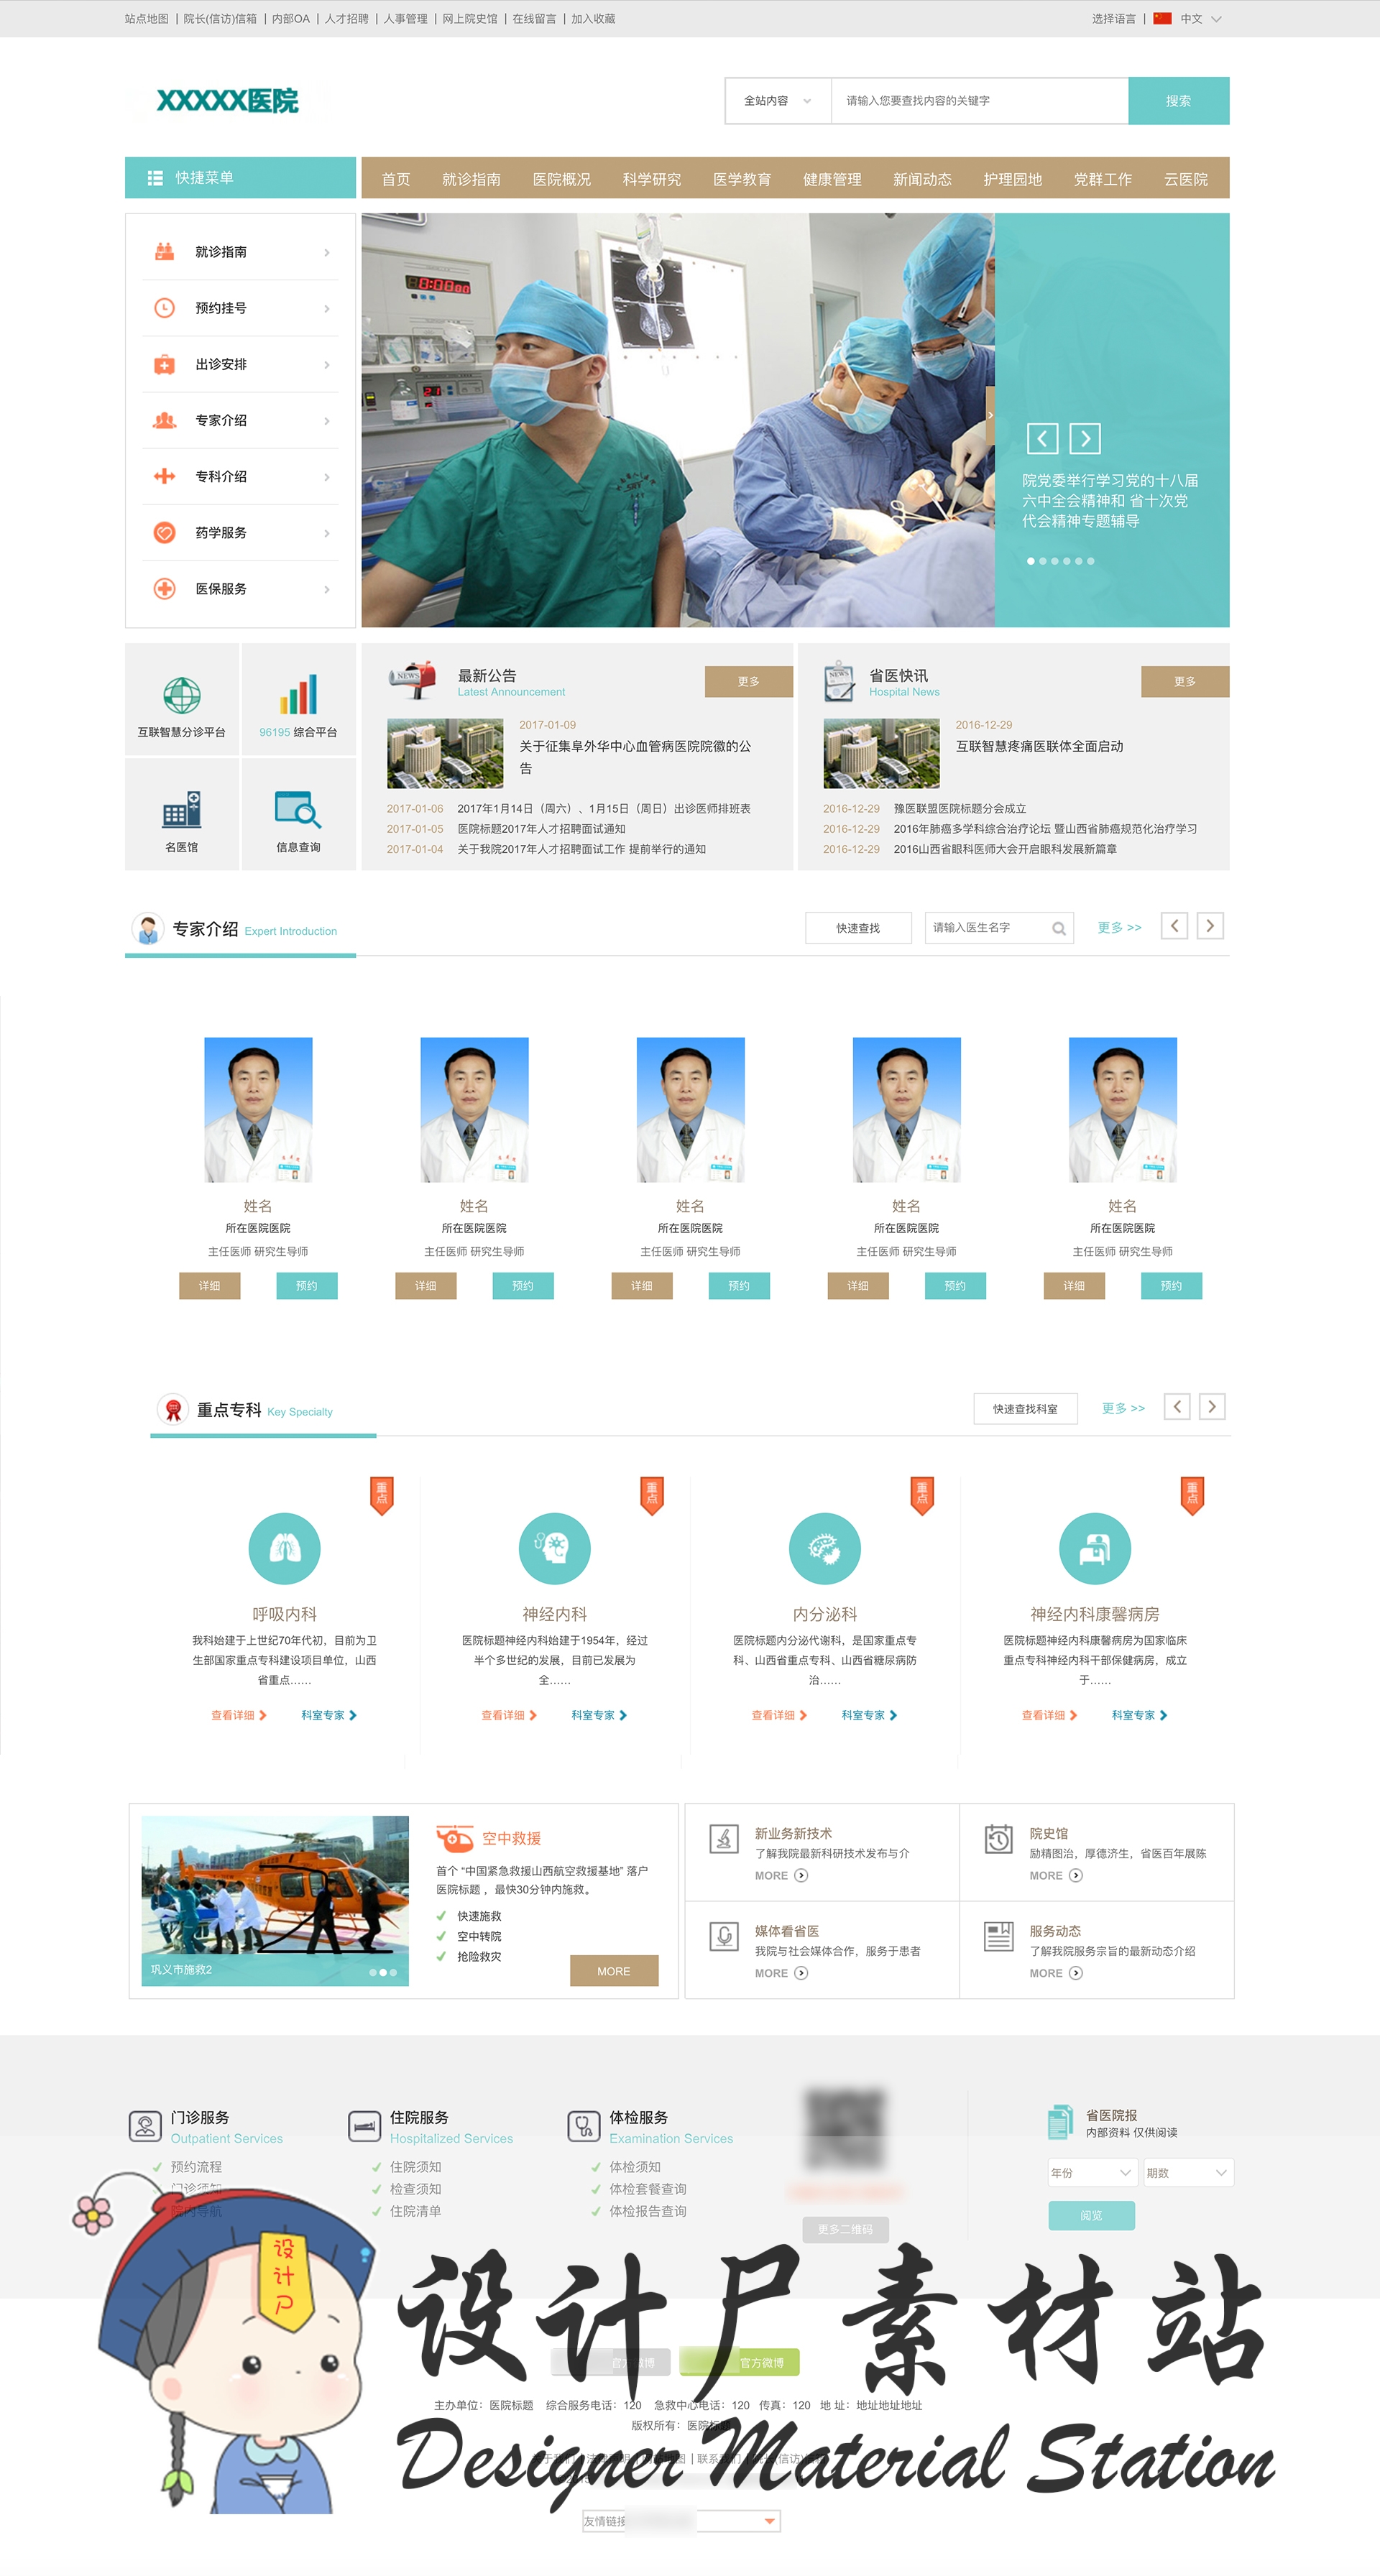 站点地图 | 院长(信访)信箱 | 内部OA | 人才招聘 | 人事管理 | 网上院史馆 | 在线留言 | 加入收藏
选择语言 | 中文
XXXXX医院
全站内容 请输入您要查找内容的关键字 搜索
快捷菜单
首页 就诊指南 医院概况 科学研究 医学教育 健康管理 新闻动态 护理园地 党群工作 云医院
就诊指南
预约挂号
出诊安排
专家介绍
专科介绍
药学服务
医保服务
院党委举行学习党的十八届
六中全会精神和 省十次党
代会精神专题辅导
互联智慧分诊平台
96195 综合平台
名医馆
信息查询
NEWS
最新公告
Latest Announcement
更多
2017-01-09
关于征集阜外华中心血管病医院院徽的公
告
2017-01-06 2017年1月14日（周六）、1月15日（周日）出诊医师排班表
2017-01-05 医院标题2017年人才招聘面试通知
2017-01-04 关于我院2017年人才招聘面试工作 提前举行的通知
NEWS
省医快讯
Hospital News
更多
2016-12-29
互联智慧疼痛医联体全面启动
2016-12-29 豫医联盟医院标题分会成立
2016-12-29 2016年肺癌多学科综合治疗论坛 暨山西省肺癌规范化治疗学习
2016-12-29 2016山西省眼科医师大会开启眼科发展新篇章
专家介绍 Expert Introduction
快速查找 请输入医生名字 更多 >>
姓名 姓名 姓名 姓名 姓名
所在医院医院 所在医院医院 所在医院医院 所在医院医院 所在医院医院
主任医师 研究生导师 主任医师 研究生导师 主任医师 研究生导师 主任医师 研究生导师 主任医师 研究生导师
详细 预约 详细 预约 详细 预约 详细 预约 详细 预约
重点专科 Key Specialty
快速查找科室 更多 >>
重点 重点 重点 重点
呼吸内科
我科始建于上世纪70年代初，目前为卫
生部国家重点专科建设项目单位，山西
省重点……
查看详细 科室专家
神经内科
医院标题神经内科始建于1954年，经过
半个多世纪的发展，目前已发展为
全……
查看详细 科室专家
内分泌科
医院标题内分泌代谢科，是国家重点专
科、山西省重点专科、山西省糖尿病防
治……
查看详细 科室专家
神经内科康馨病房
医院标题神经内科康馨病房为国家临床
重点专科神经内科干部保健病房，成立
于……
查看详细 科室专家
巩义市施救2
空中救援
首个 “中国紧急救援山西航空救援基地” 落户
医院标题 ，最快30分钟内施救。
快速施救
空中转院
抢险救灾
MORE
新业务新技术
了解我院最新科研技术发布与介
MORE
院史馆
励精图治，厚德济生，省医百年展陈
MORE
媒体看省医
我院与社会媒体合作，服务于患者
MORE
服务动态
了解我院服务宗旨的最新动态介绍
MORE
门诊服务
Outpatient Services
预约流程
门诊须知
院内导航
住院服务
Hospitalized Services
住院须知
检查须知
住院清单
体检服务
Examination Services
体检须知
体检套餐查询
体检报告查询
更多二维码
省医院报
内部资料 仅供阅读
年份 期数
阅览
设计尸
设计尸素材站
官方微博 官方微博
主办单位：医院标题 综合服务电话：120 急救中心电话：120 传真：120 地 址：地址地址地址
版权所有：医院标题
Designer Material Station
友情链接